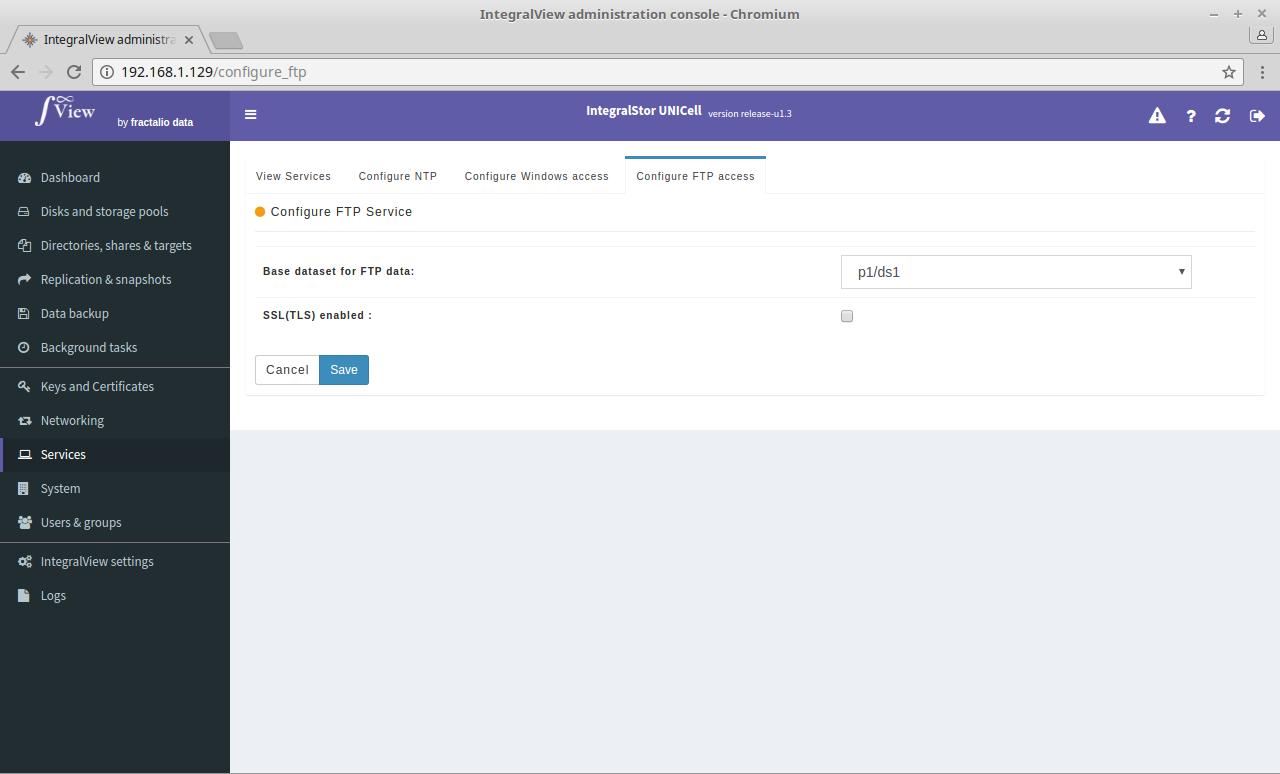 IntegralView administration console - Chromium
IntegralView administra
192.168.1.129/configure_ftp
View
by fractalio data
IntegralStor UNICell version release-u1.3
Dashboard
Disks and storage pools
Directories, shares & targets
Replication & snapshots
Data backup
Background tasks
Keys and Certificates
Networking
Services
System
Users & groups
IntegralView settings
Logs
View Services
Configure NTP
Configure Windows access
Configure FTP access
Configure FTP Service
Base dataset for FTP data:
p1/ds1
SSL(TLS) enabled :
Cancel
Save